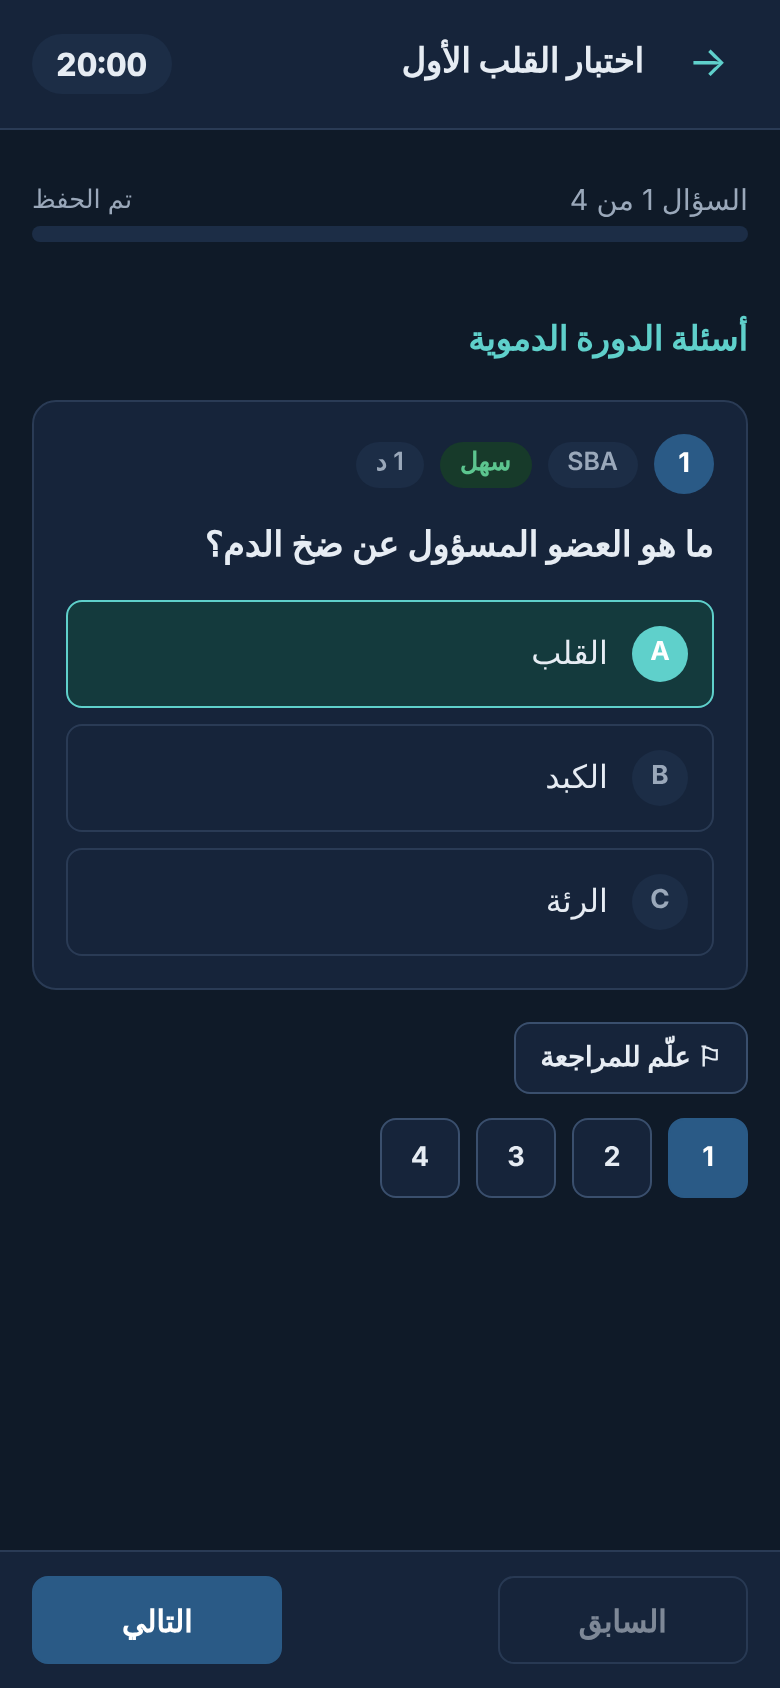 → اختبار القلب الأول 20:00
السؤال 1 من 4 تم الحفظ
أسئلة الدورة الدموية
1 SBA سهل 1 د
ما هو العضو المسؤول عن ضخ الدم؟
A القلب
B الكبد
C الرئة
⚐ علّم للمراجعة
1 2 3 4
السابق التالي